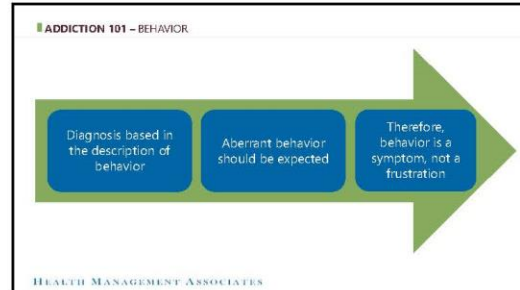 ADDICTION 101 – BEHAVIOR
Diagnosis based in
the description of
behavior
Aberrant behavior
should be expected
Therefore,
behavior is a
symptom, not a
frustration
HEALTH MANAGEMENT ASSOCIATES